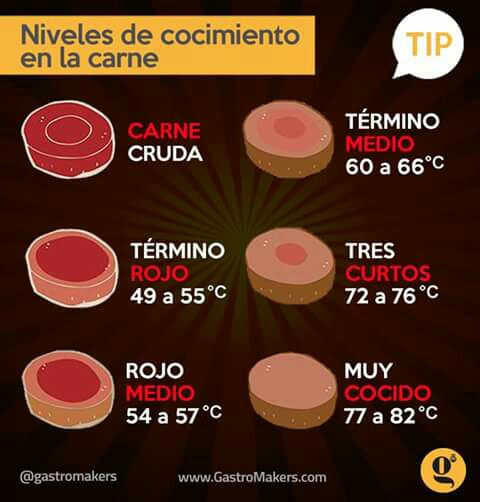 Niveles de cocimiento
en la carne
TIP
CARNE
CRUDA
TÉRMINO
MEDIO
60 a 66°C
TÉRMINO
ROJO
49 a 55°C
TRES
CURTOS
72 a 76°C
ROJO
MEDIO
54 a 57°C
MUY
COCIDO
77 a 82°C
@gastromakers
www.GastroMakers.com
g